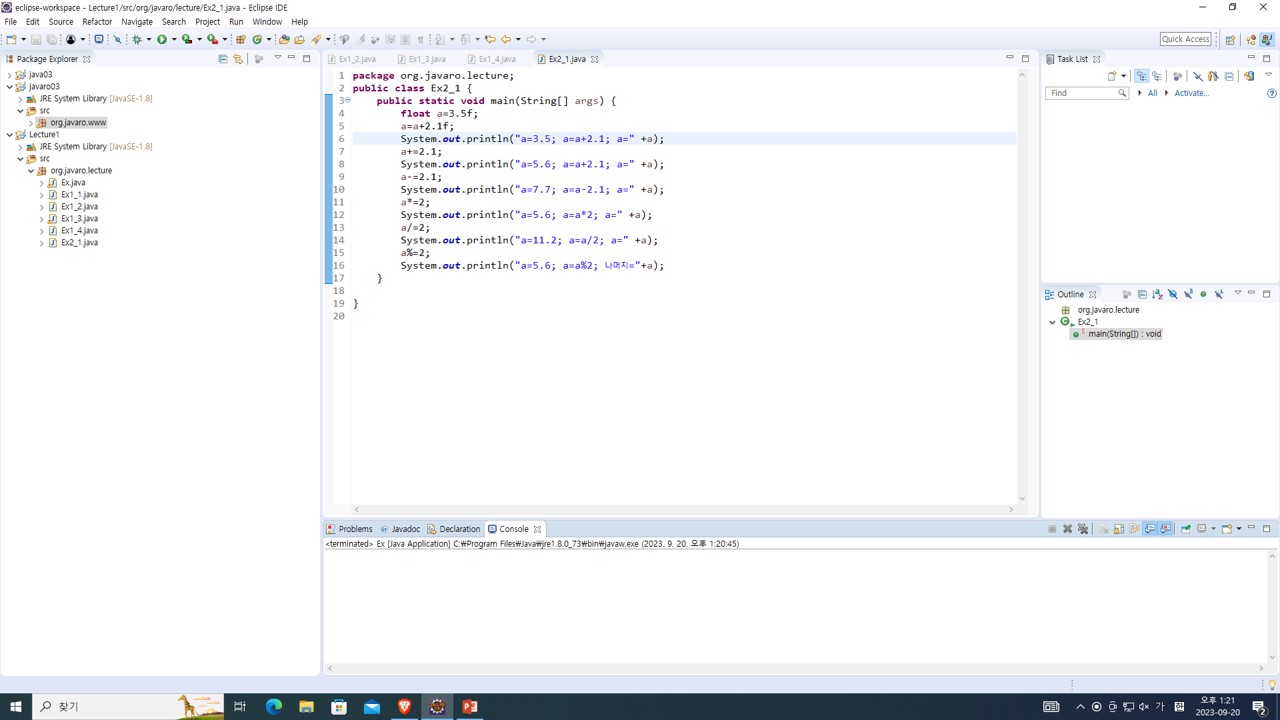 eclipse-workspace - Lecture1/src/org/javaro/lecture/Ex2_1.java - Eclipse IDE
File Edit Source Refactor Navigate Search Project Run Window Help
Quick Access
Package Explorer
java03
javaro03
JRE System Library [JavaSE-1.8]
src
org.javaro.www
Lecture1
JRE System Library [JavaSE-1.8]
src
org.javaro.lecture
Ex.java
Ex1_1.java
Ex1_2.java
Ex1_3.java
Ex1_4.java
Ex2_1.java
Ex1_2.java Ex1_3.java Ex1_4.java Ex2_1.java
1 package org.javaro.lecture;
2 public class Ex2_1 {
3 public static void main(String[] args) {
4 float a=3.5f;
5 a=a+2.1f;
6 System.out.println("a=3.5; a=a+2.1; a=" +a);
7 a+=2.1;
8 System.out.println("a=5.6; a=a+2.1; a=" +a);
9 a-=2.1;
10 System.out.println("a=7.7; a=a-2.1; a=" +a);
11 a*=2;
12 System.out.println("a=5.6; a=a*2; a=" +a);
13 a/=2;
14 System.out.println("a=11.2; a=a/2; a=" +a);
15 a%=2;
16 System.out.println("a=5.6; a=a%2; 나머지="+a);
17 }
18
19 }
20
Task List
Find All Activate...
Outline
org.javaro.lecture
Ex2_1
main(String[]) : void
Problems Javadoc Declaration Console
<terminated> Ex [Java Application] C:₩Program Files₩Java₩jre1.8.0_73₩bin₩javaw.exe (2023. 9. 20. 오후 1:20:45)
찾기
가 오후 1:21
2023-09-20
2